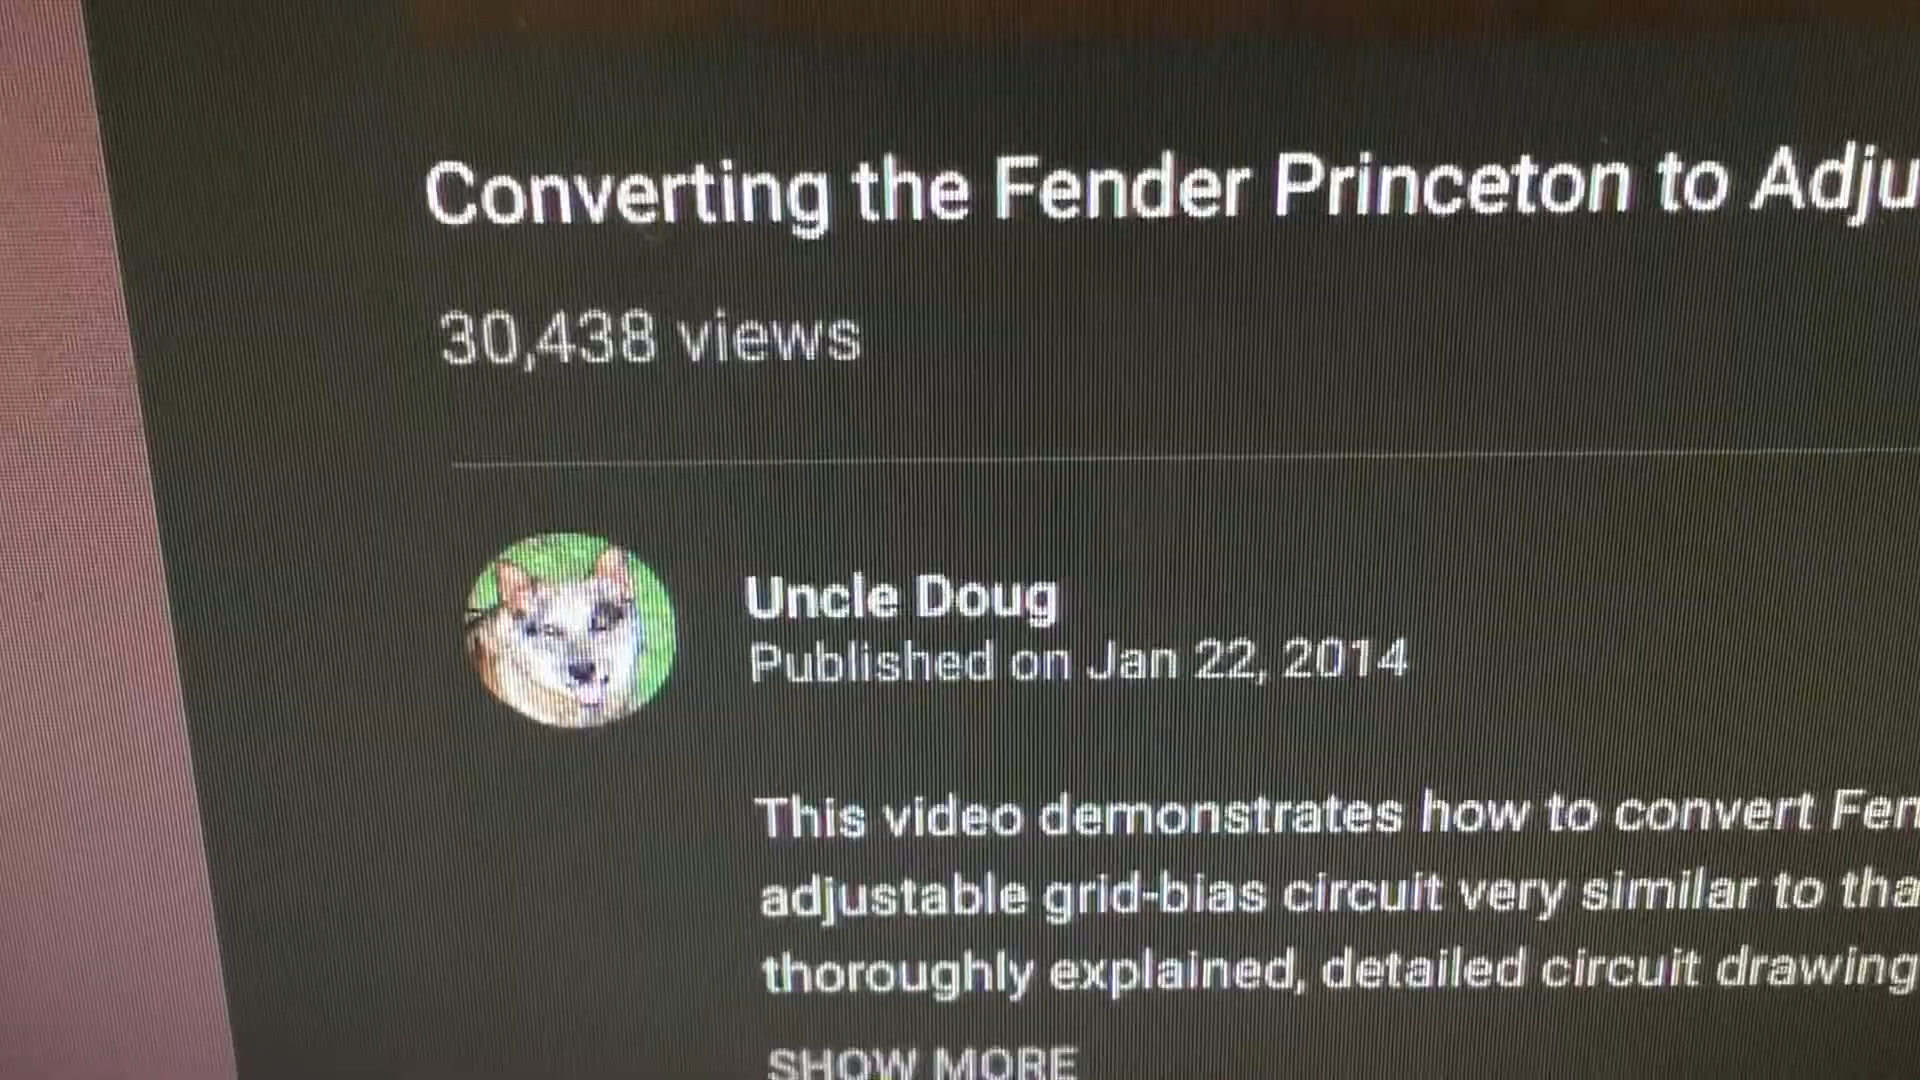 Converting the Fender Princeton to Adju
30,438 views
Uncle Doug
Published on Jan 22, 2014
This video demonstrates how to convert Fen
adjustable grid-bias circuit very similar to tha
thoroughly explained, detailed circuit drawing
SHOW MORE